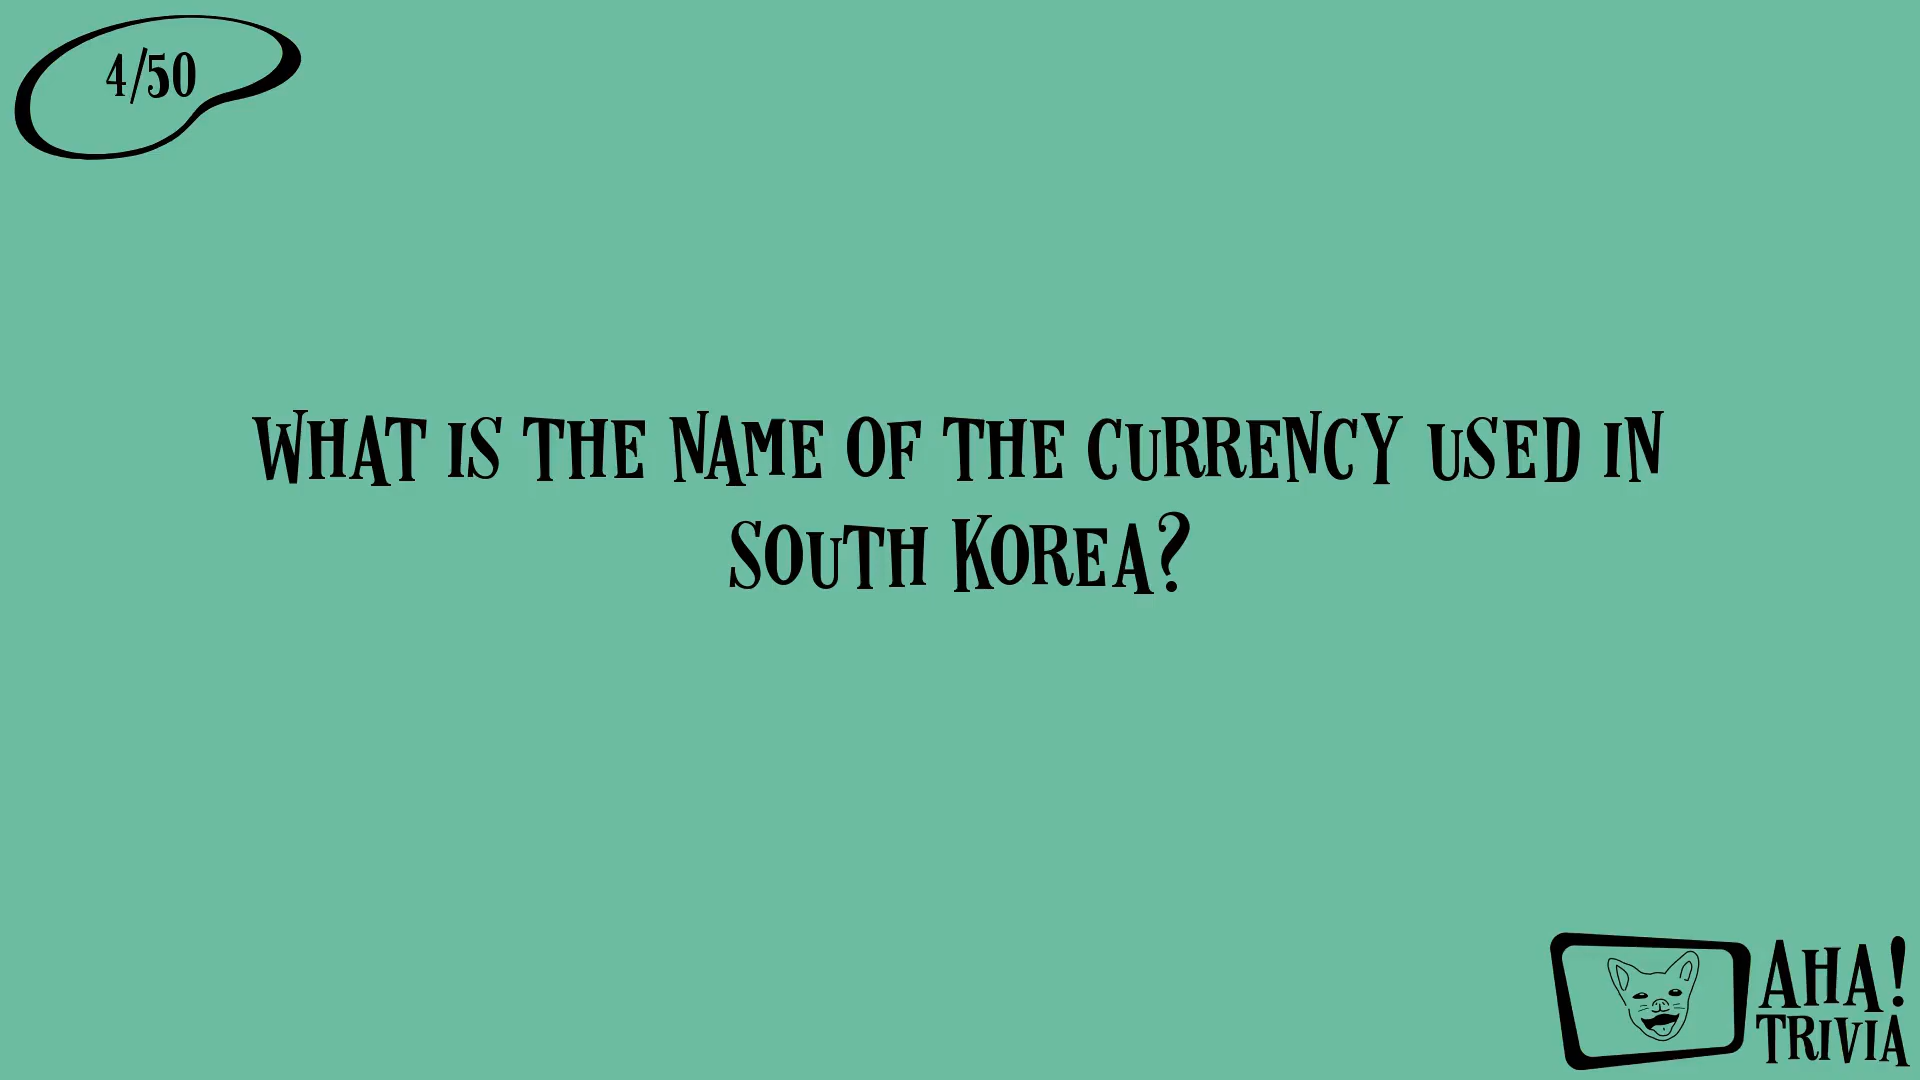 4/50
What is the name of the currency used in
South Korea?
Aha!
Trivia